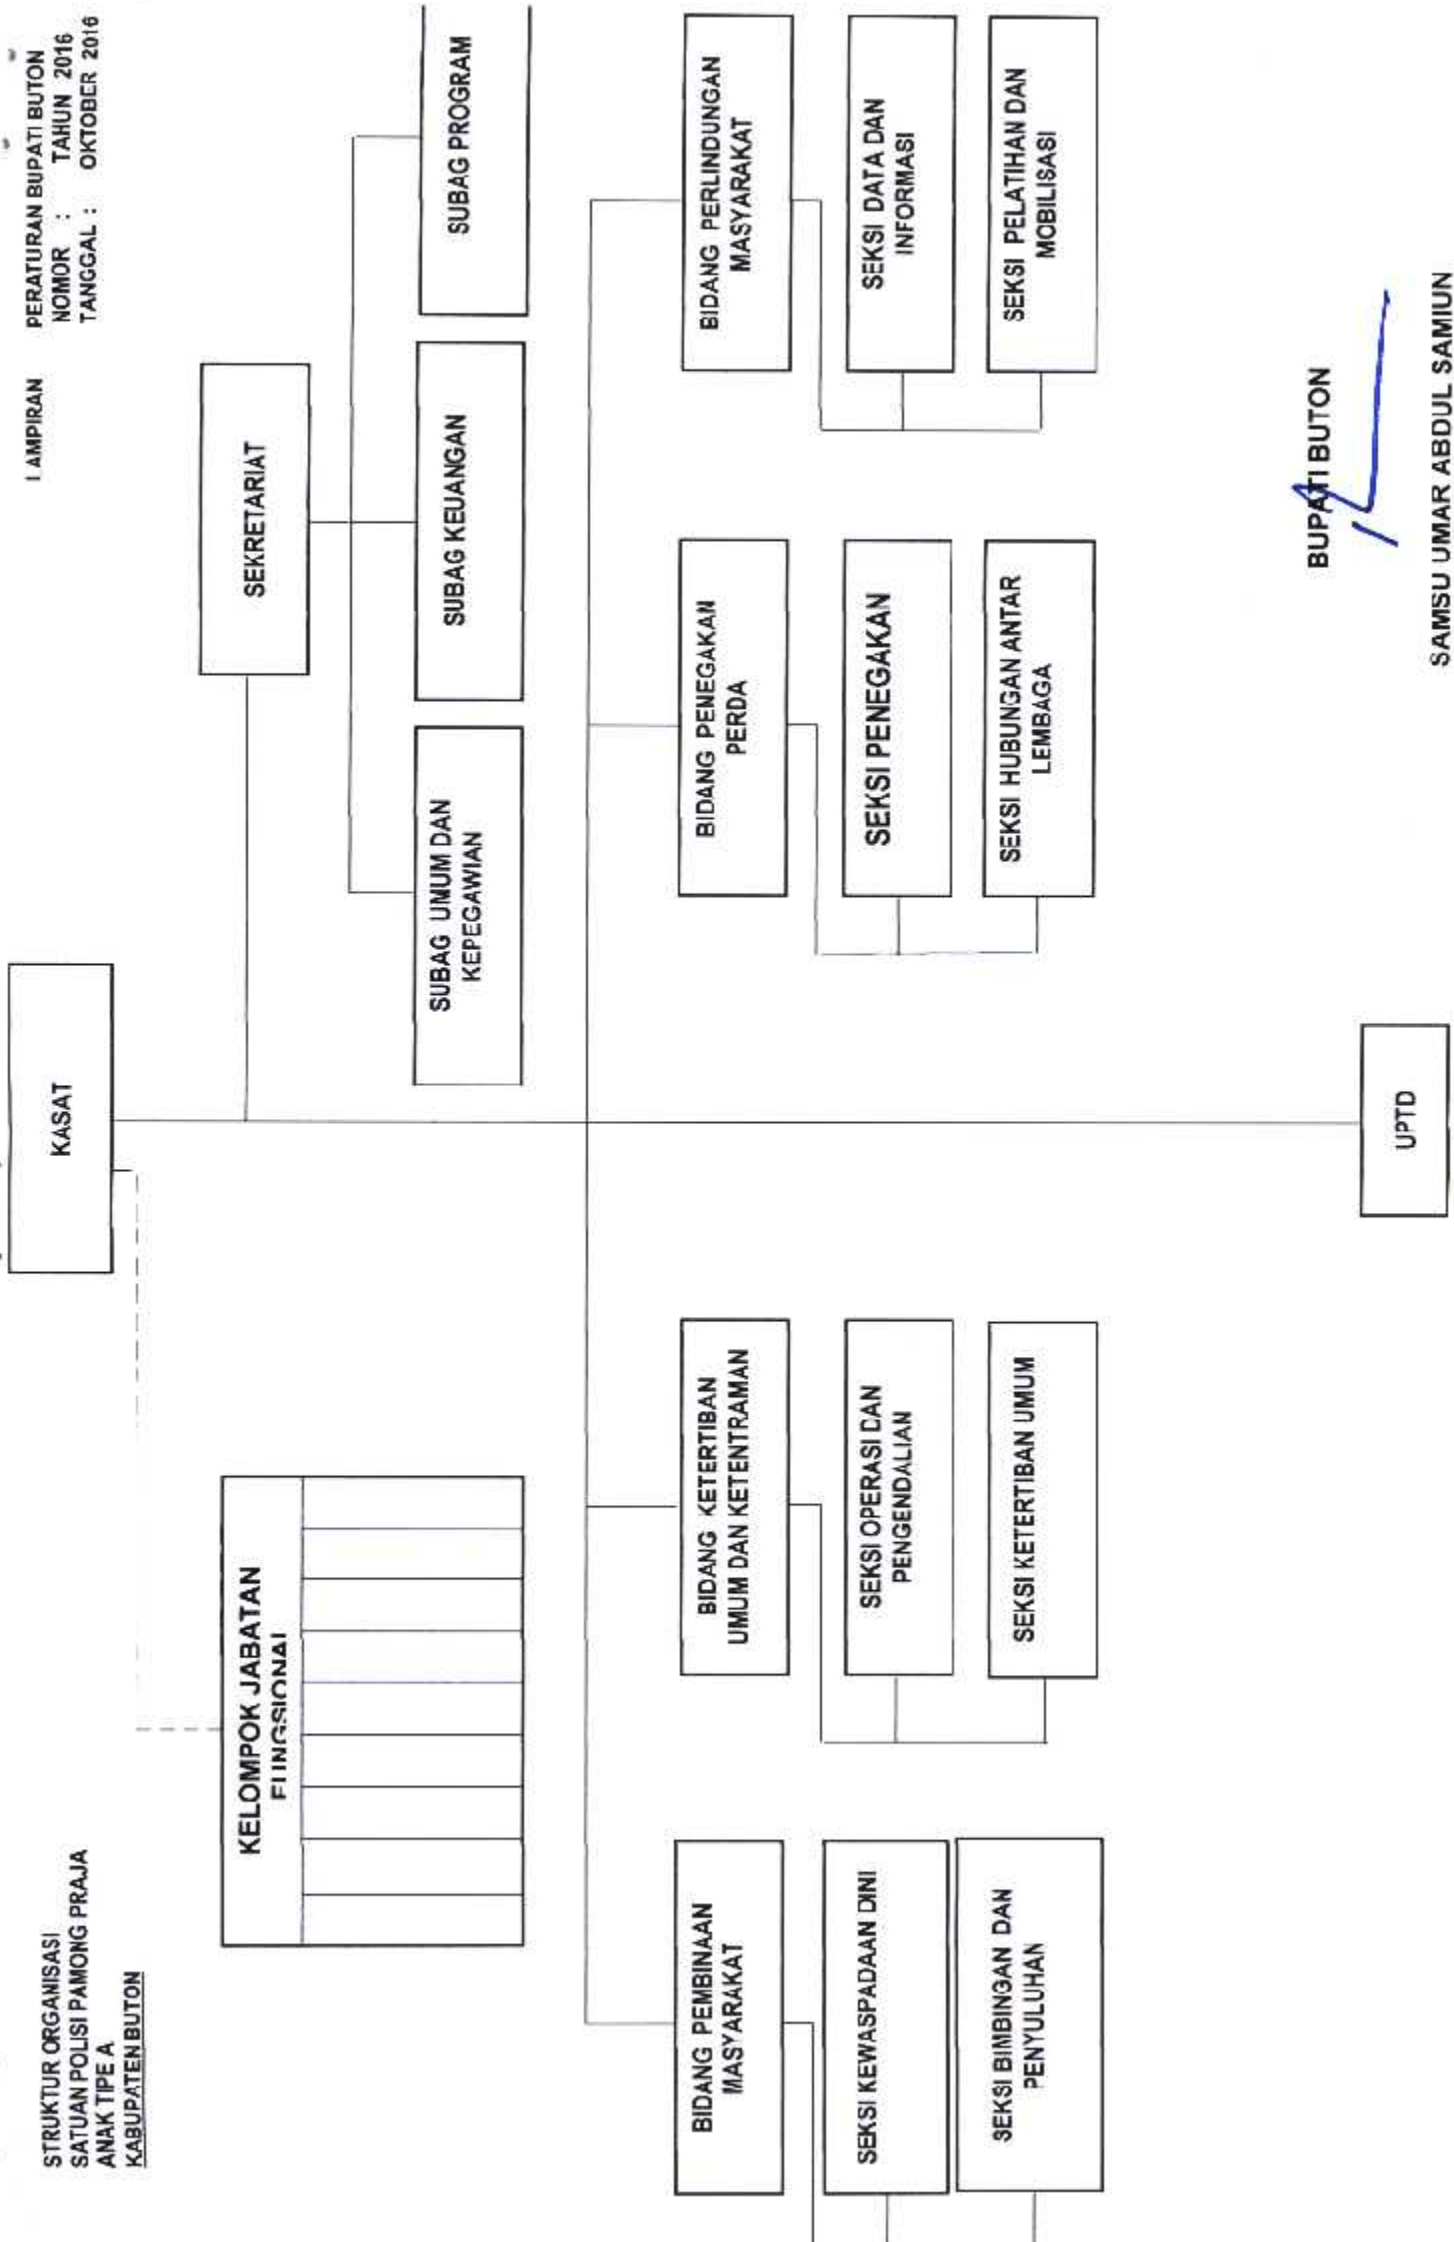 LAMPIRAN PERATURAN BUPATI BUTON
NOMOR : TAHUN 2016
TANGGAL : OKTOBER 2016
STRUKTUR ORGANISASI
SATUAN POLISI PAMONG PRAJA
ANAK TIPE A
KABUPATEN BUTON
KASAT
KELOMPOK JABATAN
FUNGSIONAL
SEKRETARIAT
SUBAG UMUM DAN
KEPEGAWIAN
SUBAG KEUANGAN
SUBAG PROGRAM
BIDANG PEMBINAAN
MASYARAKAT
SEKSI KEWASPADAAN DINI
SEKSI BIMBINGAN DAN
PENYULUHAN
BIDANG KETERTIBAN
UMUM DAN KETENTRAMAN
SEKSI OPERASI DAN
PENGENDALIAN
SEKSI KETERTIBAN UMUM
BIDANG PENEGAKAN
PERDA
SEKSI PENEGAKAN
SEKSI HUBUNGAN ANTAR
LEMBAGA
BIDANG PERLINDUNGAN
MASYARAKAT
SEKSI DATA DAN
INFORMASI
SEKSI PELATIHAN DAN
MOBILISASI
UPTD
BUPATI BUTON
SAMSU UMAR ABDUL SAMIUN